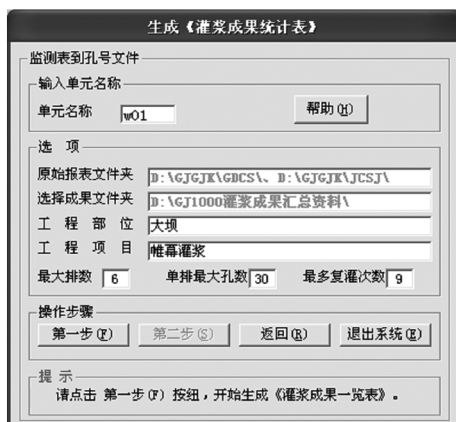 生成《灌浆成果统计表》
监测表到孔号文件
输入单元名称
单元名称 w01 帮助(H)
选 项
原始报表文件夹 D:\GJGJK\GDCS\、D:\GJGJK\JCSJ\
选择成果文件夹 D:\GJ1000灌浆成果汇总资料\
工 程 部 位 大坝
工 程 项 目 帷幕灌浆
最大排数 6 单排最大孔数 30 最多复灌次数 9
操作步骤
第一步(F) 第二步(S) 返回(R) 退出系统(E)
提 示
请点击 第一步(F) 按纽，开始生成《灌浆成果一览表》。